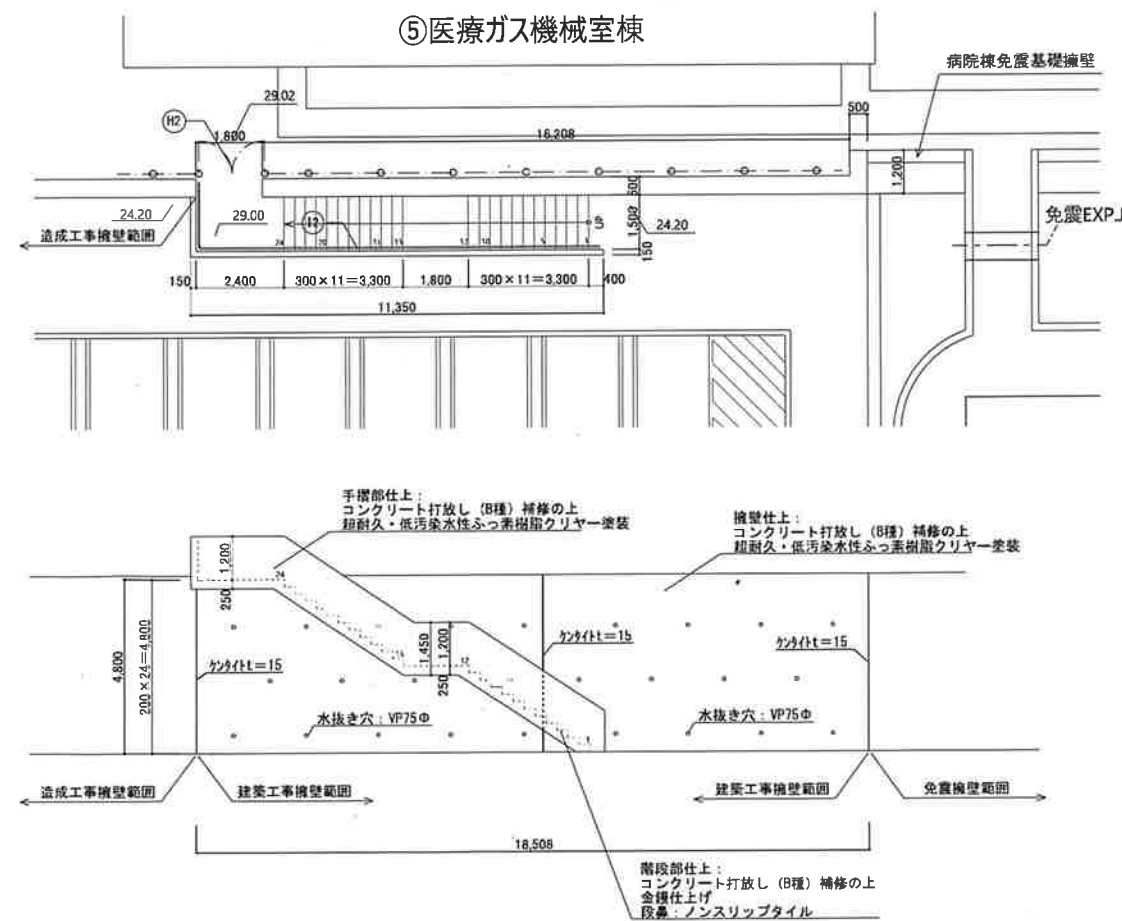 ⑤医療ガス機械室棟
病院棟免震基礎擁壁
29.02
500
H2
1,800
16,208
1,200
600
免震EXP.J
24.20
29.00
12
UP
1,500
24.20
造成工事擁壁範囲
24
20
15
13
12
10
5
1
150
150
2,400
300×11=3,300
1,800
300×11=3,300
400
11,350
手摺部仕上：
コンクリート打放し（B種）補修の上
超耐久・低汚染水性ふっ素樹脂クリヤー塗装
擁壁仕上：
コンクリート打放し（B種）補修の上
超耐久・低汚染水性ふっ素樹脂クリヤー塗装
1,200
24
250
4,800
200×24=4,800
ケンタイトt=15
1,450
1,200
ケンタイトt=15
ケンタイトt=15
13
12
250
水抜き穴：VP75Φ
水抜き穴：VP75Φ
1
造成工事擁壁範囲
建築工事擁壁範囲
建築工事擁壁範囲
免震擁壁範囲
18,508
階段部仕上：
コンクリート打放し（B種）補修の上
金鏝仕上げ
段鼻：ノンスリップタイル